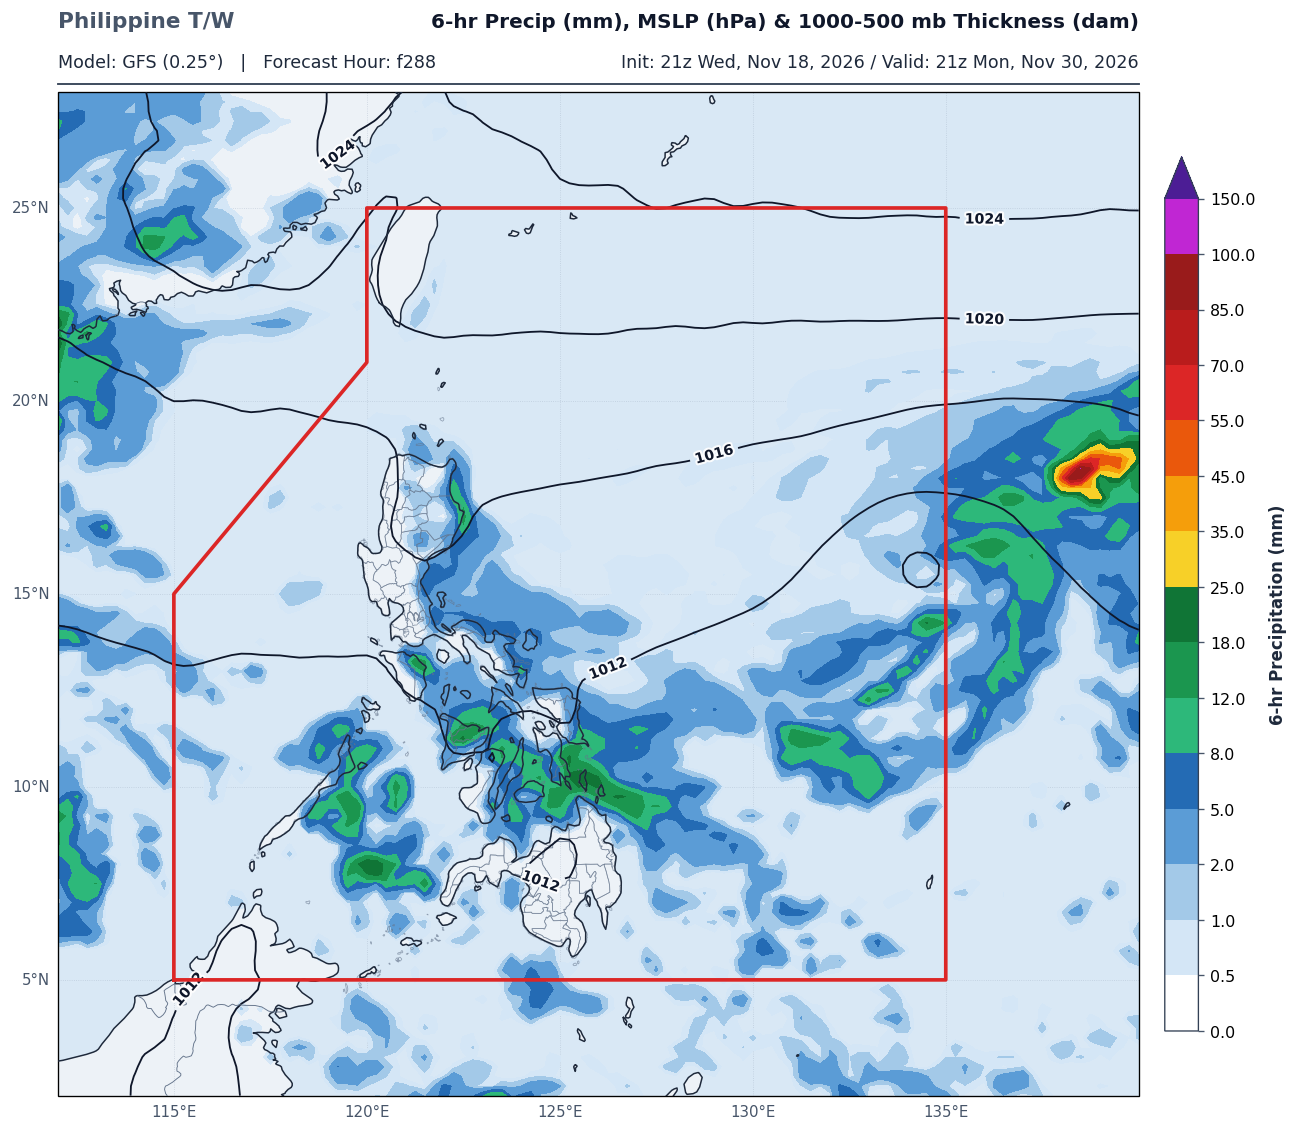 Philippine T/W
6-hr Precip (mm), MSLP (hPa) & 1000-500 mb Thickness (dam)
Model: GFS (0.25°) | Forecast Hour: f288
Init: 21z Wed, Nov 18, 2026 / Valid: 21z Mon, Nov 30, 2026
1024
1024
1020
1016
1012
1012
1012
25°N
20°N
15°N
10°N
5°N
115°E
120°E
125°E
130°E
135°E
150.0
100.0
85.0
70.0
55.0
45.0
35.0
25.0
18.0
12.0
8.0
5.0
2.0
1.0
0.5
0.0
6-hr Precipitation (mm)